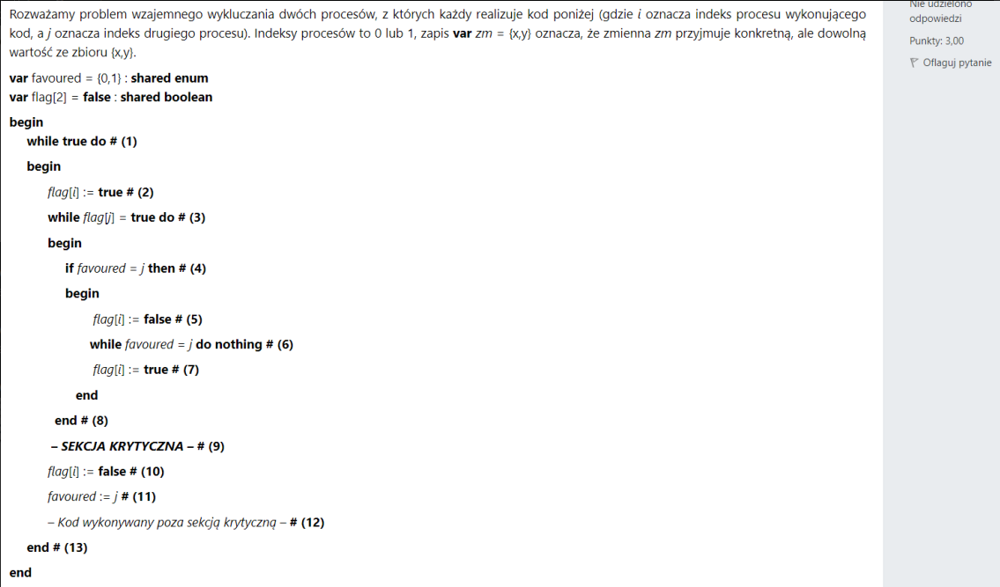 Rozważamy problem wzajemnego wykluczania dwóch procesów, z których każdy realizuje kod poniżej (gdzie i oznacza indeks procesu wykonującego
kod, a j oznacza indeks drugiego procesu). Indeksy procesów to 0 lub 1, zapis var zm = {x,y} oznacza, że zmienna zm przyjmuje konkretną, ale dowolną
wartość ze zbioru {x,y}.
var favoured = {0,1} : shared enum
var flag[2] = false : shared boolean
begin
while true do # (1)
begin
flag[i] := true # (2)
while flag[j] = true do # (3)
begin
if favoured = j then # (4)
begin
flag[i] := false # (5)
while favoured = j do nothing # (6)
flag[i] := true # (7)
end
end # (8)
– SEKCJA KRYTYCZNA – # (9)
flag[i] := false # (10)
favoured := j # (11)
– Kod wykonywany poza sekcją krytyczną – # (12)
end # (13)
end
Nie udzielono
odpowiedzi
Punkty: 3,00
Oflaguj pytanie